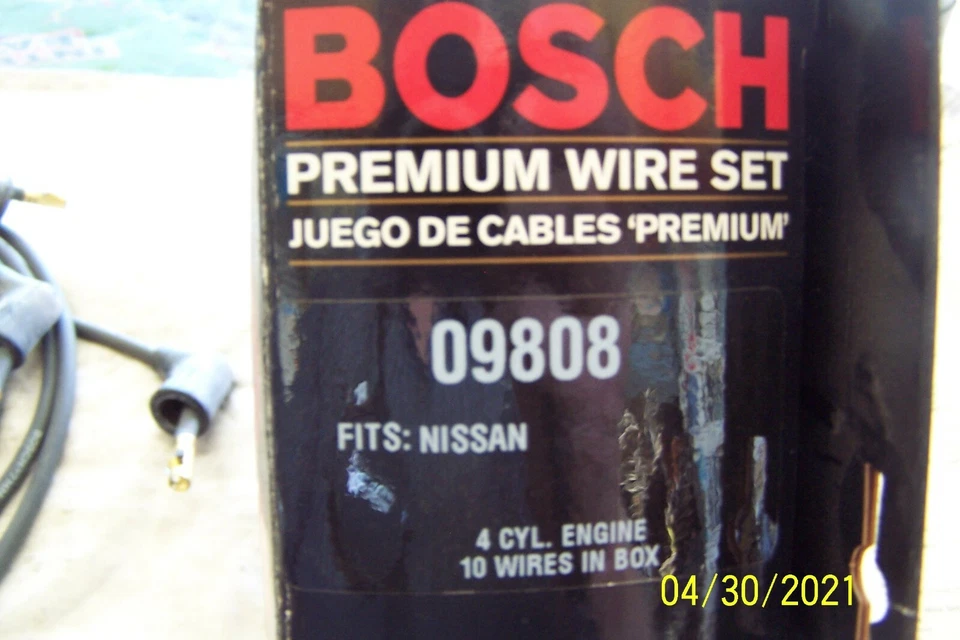 BOSCH
PREMIUM WIRE SET
JUEGO DE CABLES 'PREMIUM'
09808
FITS: NISSAN
4 CYL. ENGINE
10 WIRES IN BOX
04/30/2021